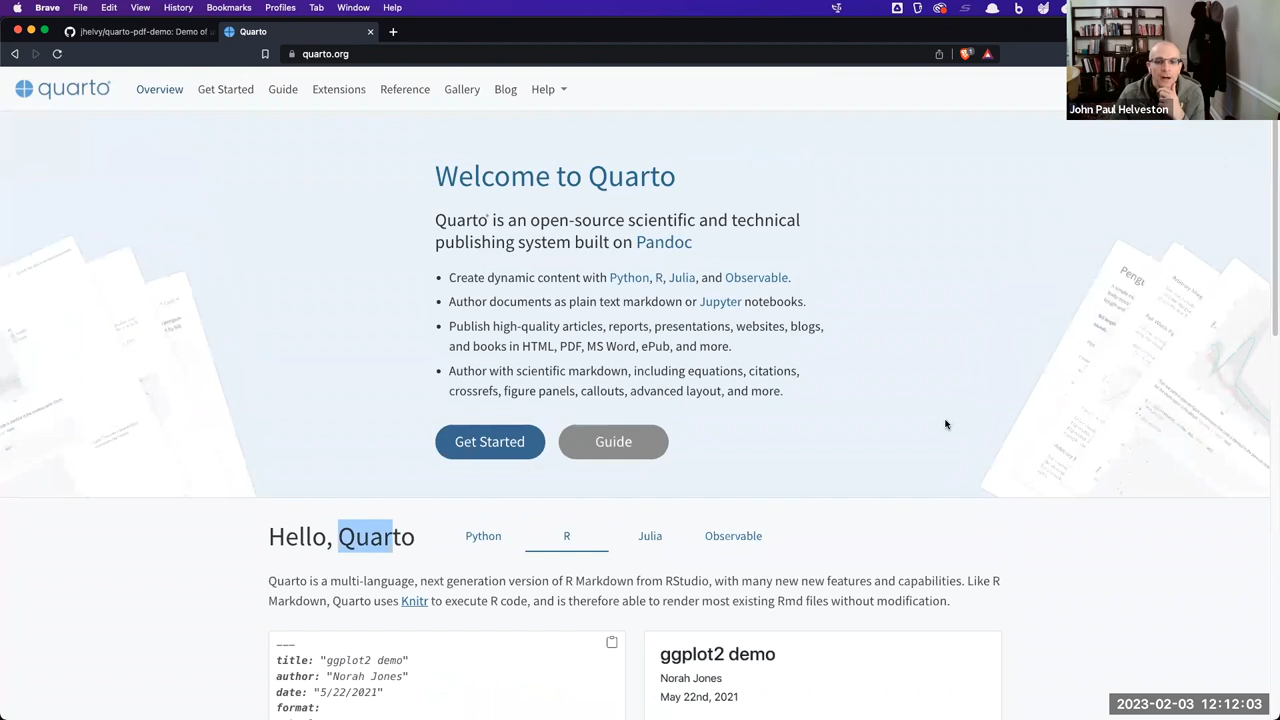 Brave File Edit View History Bookmarks Profiles Tab Window Help
jhelvy/quarto-pdf-demo: Demo of
Quarto
quarto.org
quarto
Overview Get Started Guide Extensions Reference Gallery Blog Help
John Paul Helveston
Welcome to Quarto
Quarto® is an open-source scientific and technical
publishing system built on Pandoc
• Create dynamic content with Python, R, Julia, and Observable.
• Author documents as plain text markdown or Jupyter notebooks.
• Publish high-quality articles, reports, presentations, websites, blogs,
and books in HTML, PDF, MS Word, ePub, and more.
• Author with scientific markdown, including equations, citations,
crossrefs, figure panels, callouts, advanced layout, and more.
Get Started Guide
Hello, Quarto Python R Julia Observable
Quarto is a multi-language, next generation version of R Markdown from RStudio, with many new new features and capabilities. Like R
Markdown, Quarto uses Knitr to execute R code, and is therefore able to render most existing Rmd files without modification.
---
title: "ggplot2 demo"
author: "Norah Jones"
date: "5/22/2021"
format:
ggplot2 demo
Norah Jones
May 22nd, 2021
2023-02-03 12:12:03